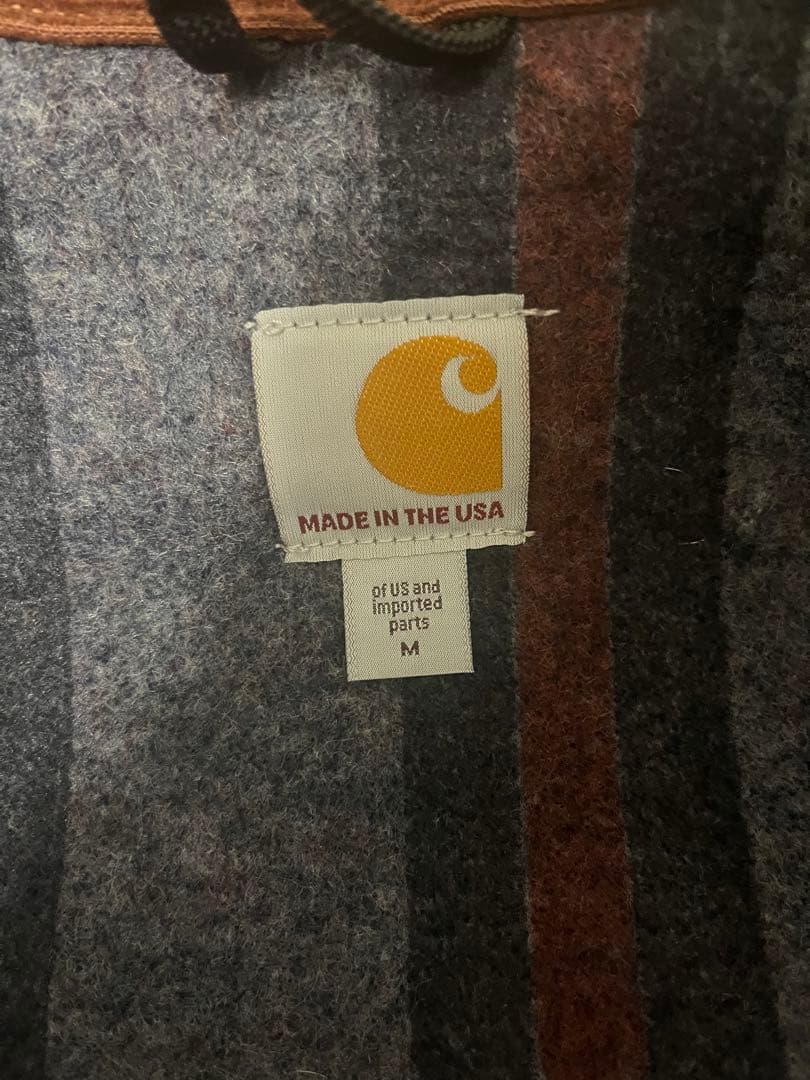 MADE IN THE USA
of US and
imported
parts
M